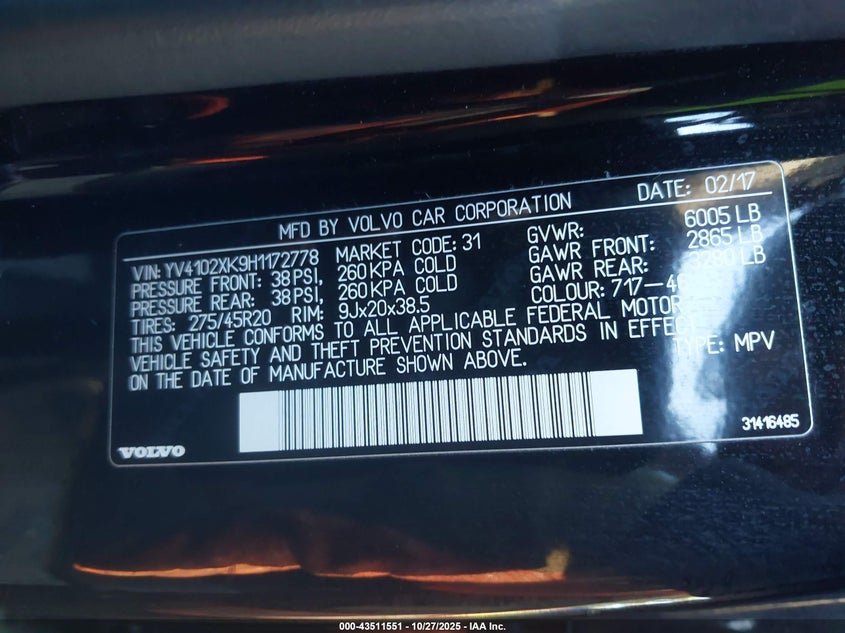 MFD BY VOLVO CAR CORPORATION DATE: 02/17
VIN: YV4102XK9H1172778 MARKET CODE: 31 GVWR: 6005 LB
PRESSURE FRONT: 38 PSI, 260 KPA COLD GAWR FRONT: 2865 LB
PRESSURE REAR: 38 PSI, 260 KPA COLD GAWR REAR: 3280 LB
TIRES: 275/45R20 RIM: 9Jx20x38.5 COLOUR: 717-
THIS VEHICLE CONFORMS TO ALL APPLICABLE FEDERAL MOTOR
VEHICLE SAFETY AND THEFT PREVENTION STANDARDS IN EFFECT
ON THE DATE OF MANUFACTURE SHOWN ABOVE. TYPE: MPV
31416485
VOLVO
000-43511551 - 10/27/2025 - IAA Inc.